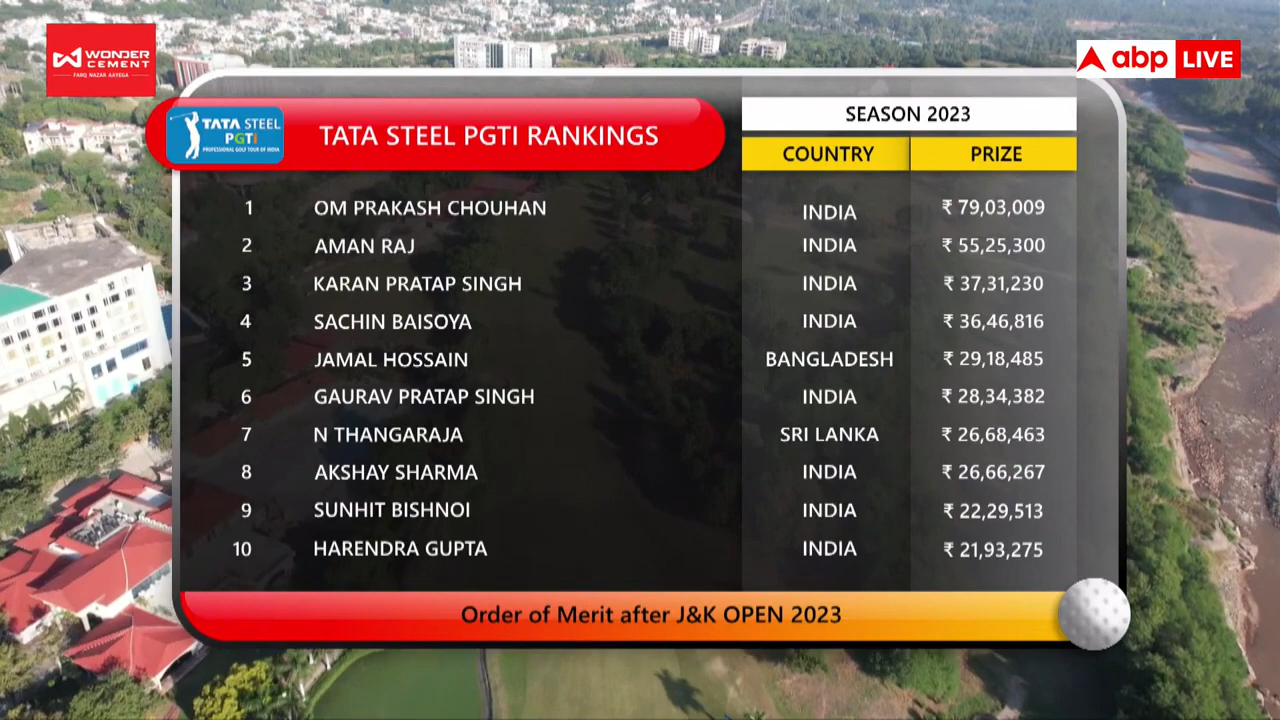 WONDER
CEMENT
FARQ NAZAR AAYEGA
abp LIVE
TATA STEEL
PGTI
PROFESSIONAL GOLF TOUR OF INDIA
TATA STEEL PGTI RANKINGS
SEASON 2023
COUNTRY PRIZE
1 OM PRAKASH CHOUHAN INDIA ₹ 79,03,009
2 AMAN RAJ INDIA ₹ 55,25,300
3 KARAN PRATAP SINGH INDIA ₹ 37,31,230
4 SACHIN BAISOYA INDIA ₹ 36,46,816
5 JAMAL HOSSAIN BANGLADESH ₹ 29,18,485
6 GAURAV PRATAP SINGH INDIA ₹ 28,34,382
7 N THANGARAJA SRI LANKA ₹ 26,68,463
8 AKSHAY SHARMA INDIA ₹ 26,66,267
9 SUNHIT BISHNOI INDIA ₹ 22,29,513
10 HARENDRA GUPTA INDIA ₹ 21,93,275
Order of Merit after J&K OPEN 2023